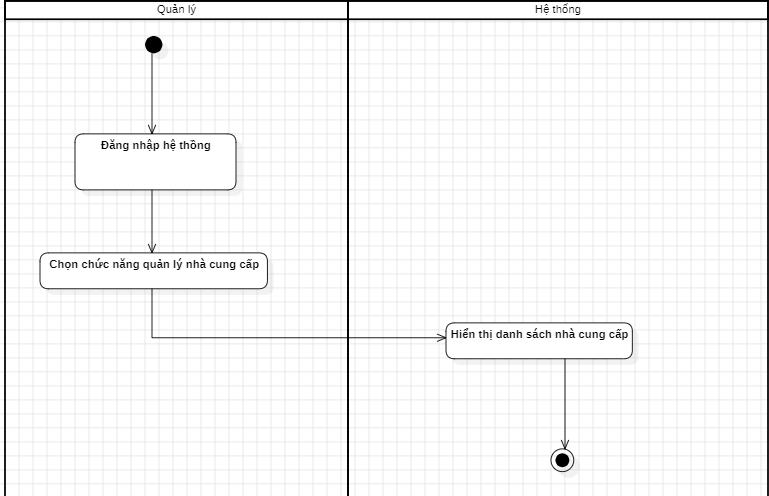 Quản lý
Hệ thống
Đăng nhập hệ thồng
Chọn chức năng quản lý nhà cung cấp
Hiển thị danh sách nhà cung cấp